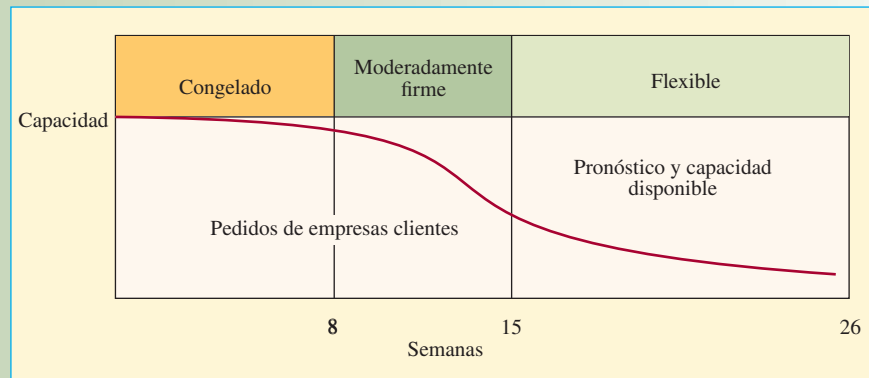 Congelado
Moderadamente
firme
Flexible
Capacidad
Pronóstico y capacidad
disponible
Pedidos de empresas clientes
8
15
26
Semanas